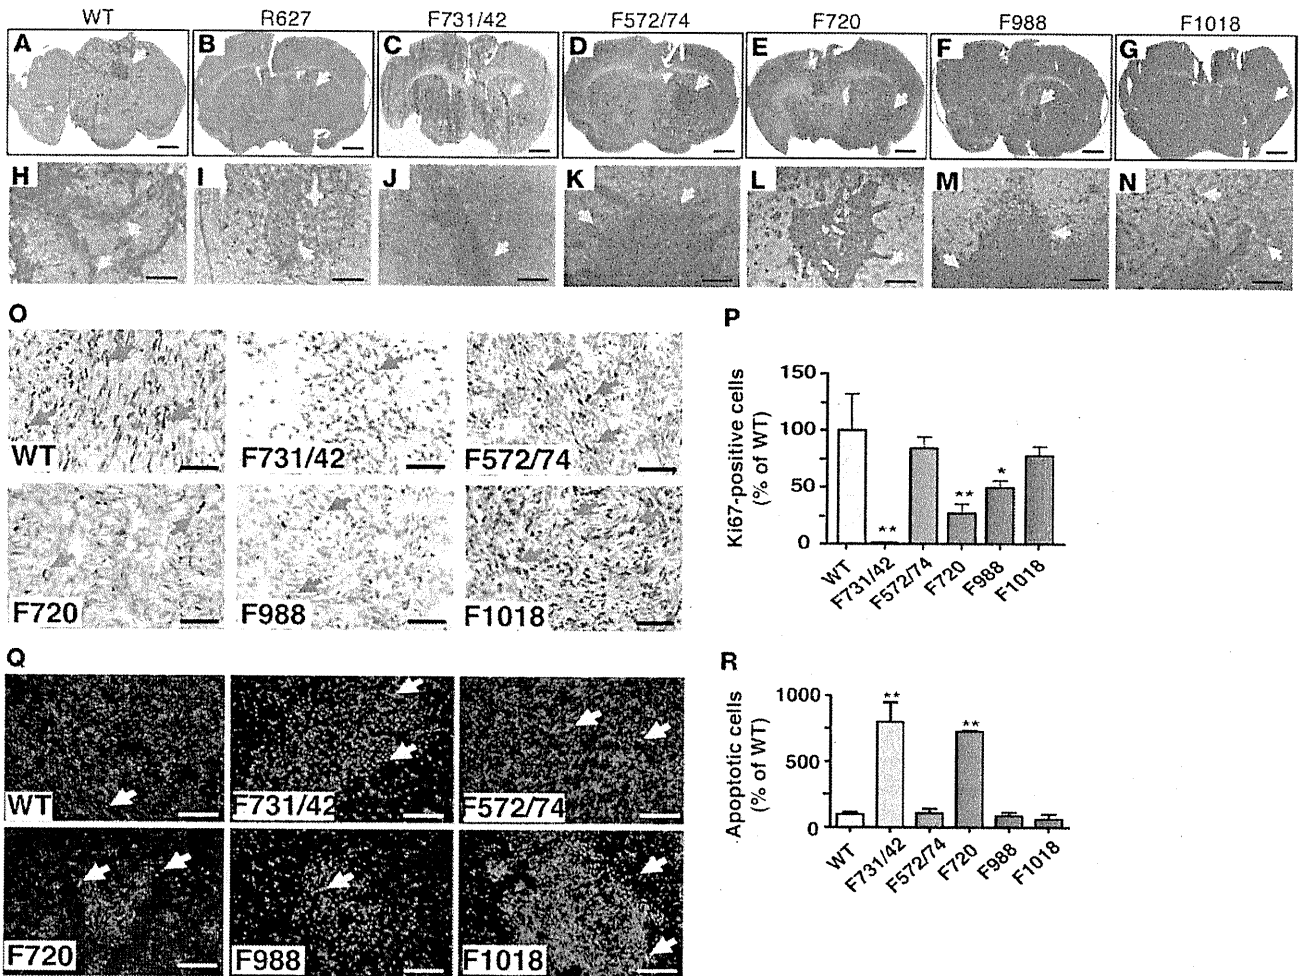 WT R627 F731/42 F572/74 F720 F988 F1018
A B C D E F G
H I J K L M N
O
WT F731/42 F572/74
F720 F988 F1018
P
Ki67-positive cells
(% of WT)
150
100
50
0
** ** *
WT F731/42 F572/74 F720 F988 F1018
Q
WT F731/42 F572/74
F720 F988 F1018
R
Apoptotic cells
(% of WT)
1000
500
0
** **
WT F731/42 F572/74 F720 F988 F1018